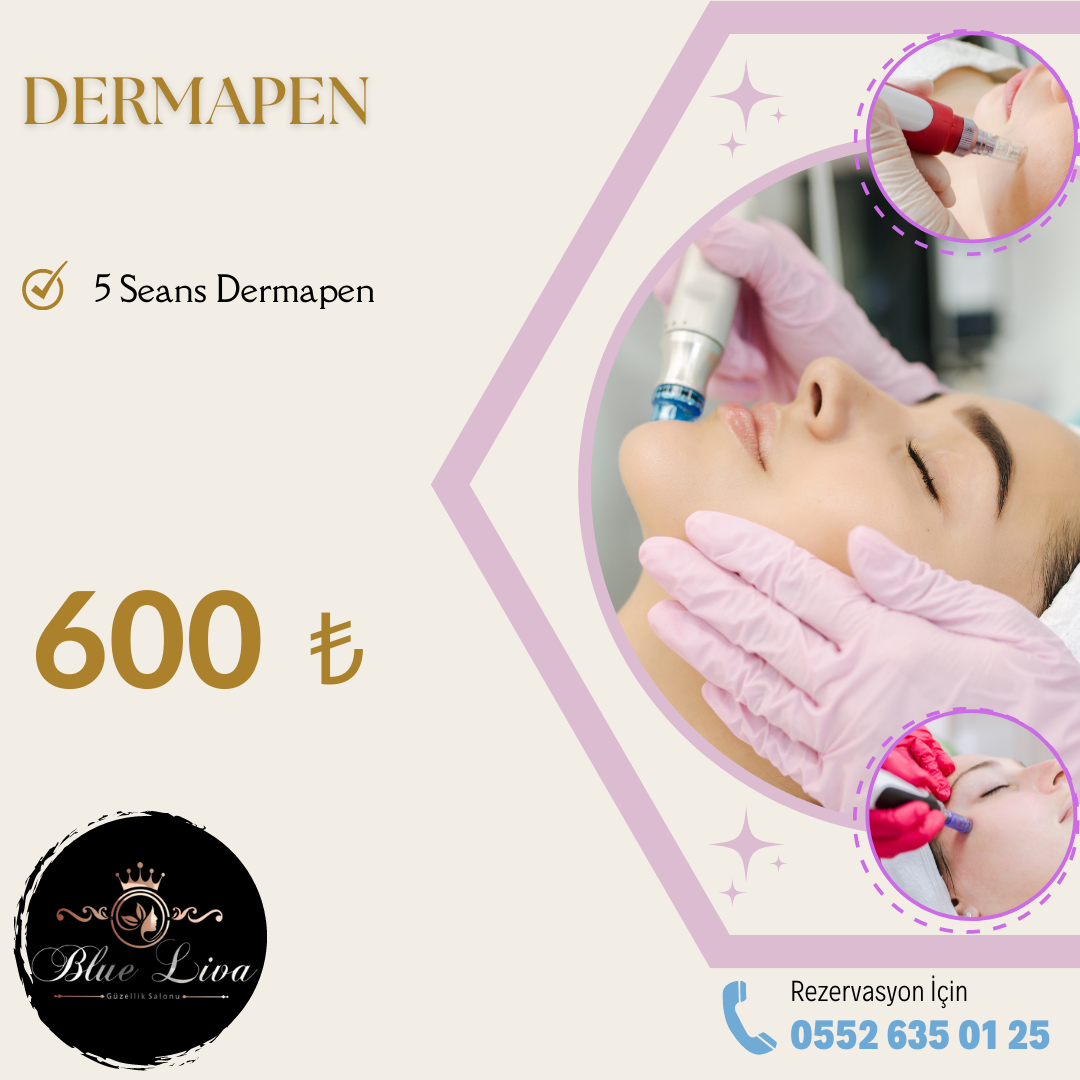 DERMAPEN
5 Seans Dermapen
600 ₺
Blue Liva
Güzellik Salonu
Rezervasyon İçin
0552 635 01 25